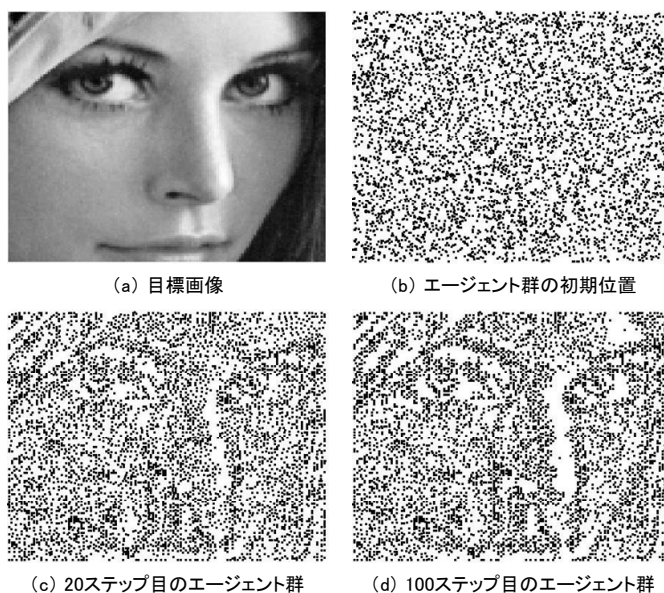 (a) 目標画像
(b) エージェント群の初期位置
(c) 20ステップ目のエージェント群
(d) 100ステップ目のエージェント群